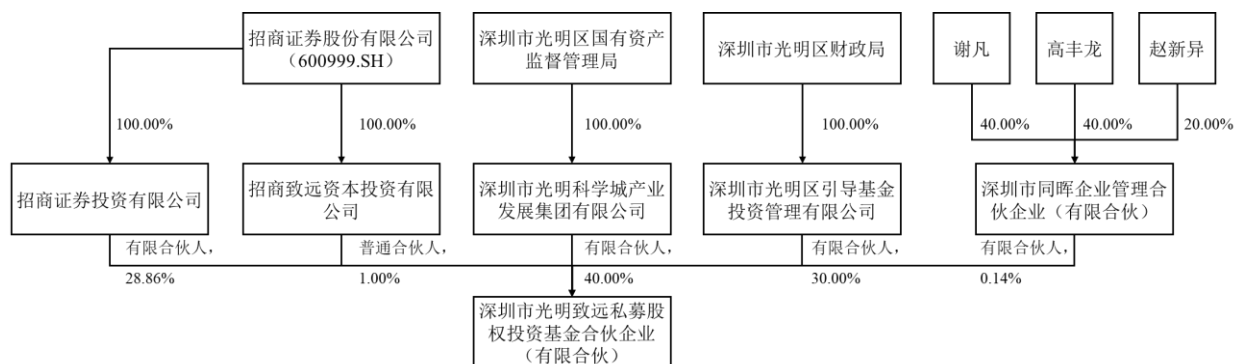 招商证券股份有限公司
（600999.SH）
深圳市光明区国有资产
监督管理局
深圳市光明区财政局
谢凡
高丰龙
赵新异
100.00%
100.00%
100.00%
100.00%
40.00%
40.00%
20.00%
招商证券投资有限公司
招商致远资本投资有限
公司
深圳市光明科学城产业
发展集团有限公司
深圳市光明区引导基金
投资管理有限公司
深圳市同晖企业管理合
伙企业（有限合伙）
有限合伙人，
28.86%
普通合伙人，
1.00%
有限合伙人，
40.00%
有限合伙人，
30.00%
有限合伙人，
0.14%
深圳市光明致远私募股
权投资基金合伙企业
（有限合伙）